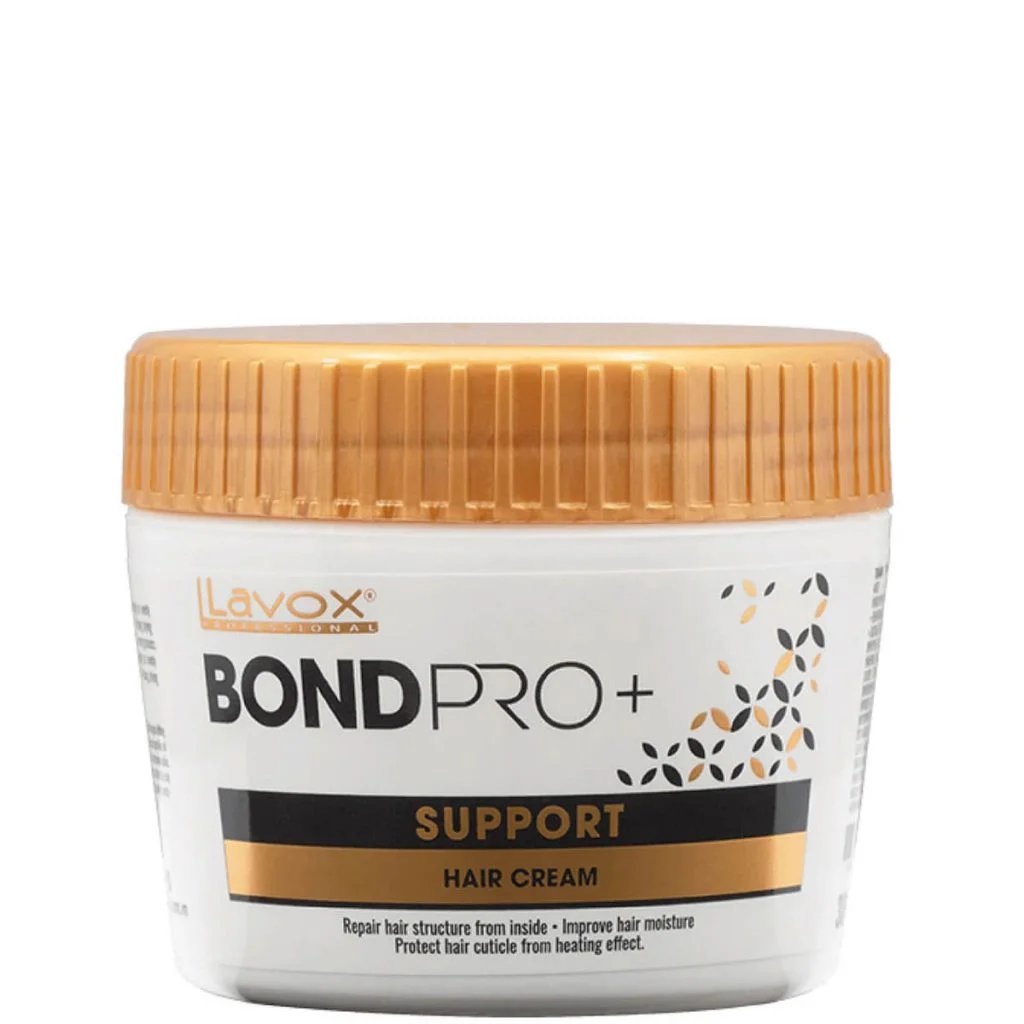 Lavox®
PROFESSIONAL
BONDPRO+
SUPPORT
HAIR CREAM
Repair hair structure from inside • Improve hair moisture
Protect hair cuticle from heating effect.